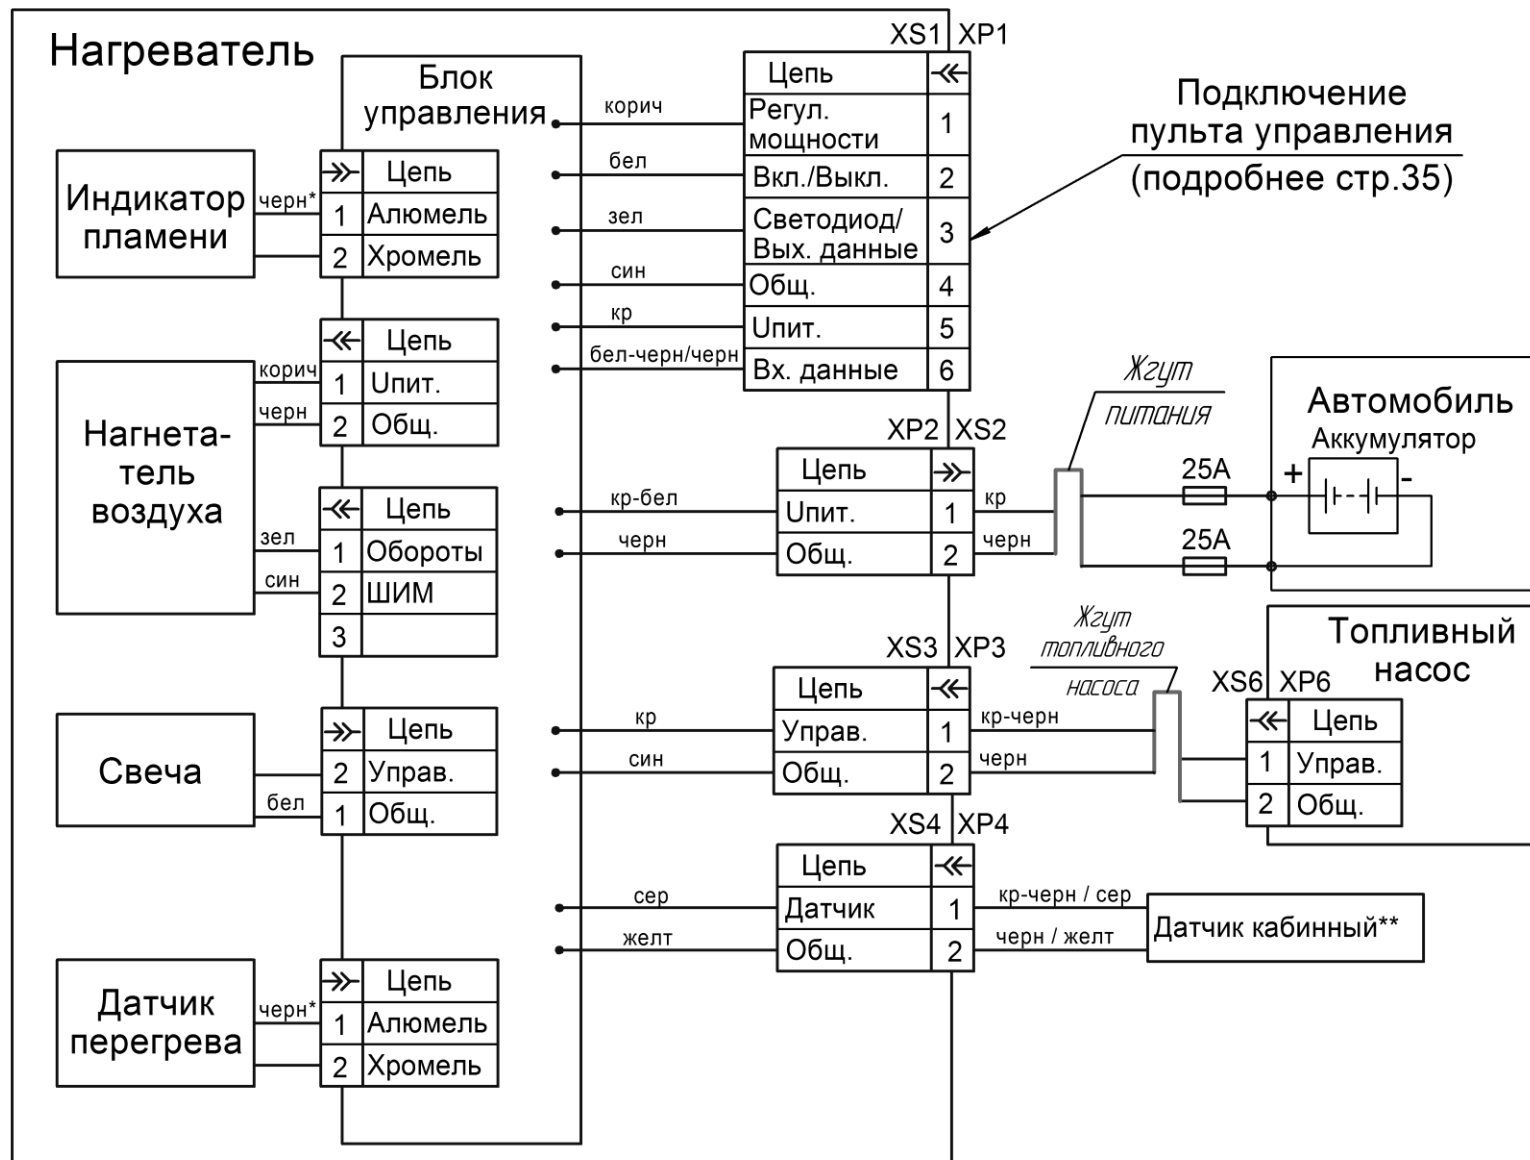 Нагреватель
Блок
управления
Индикатор
пламени
черн*
Цепь
1 Алюмель
2 Хромель
Нагнета-
тель
воздуха
корич
черн
Цепь
1 Uпит.
2 Общ.
зел
син
Цепь
1 Обороты
2 ШИМ
3
Свеча
бел
Цепь
2 Управ.
1 Общ.
Датчик
перегрева
черн*
Цепь
1 Алюмель
2 Хромель
XS1 XP1
Цепь
корич
Регул.
мощности 1
бел
Вкл./Выкл. 2
зел
Светодиод/
Вых. данные 3
син
Общ. 4
кр
Uпит. 5
бел-черн/черн
Вх. данные 6
Подключение
пульта управления
(подробнее стр.35)
XP2 XS2
Цепь
кр-бел
Uпит. 1
кр
черн
Общ. 2
черн
Жгут
питания
25А
25А
Автомобиль
Аккумулятор
+ -
XS3 XP3
Цепь
кр
Управ. 1
кр-черн
син
Общ. 2
черн
Жгут
топливного
насоса
Топливный
насос
XS6 XP6
Цепь
1 Управ.
2 Общ.
XS4 XP4
Цепь
сер
Датчик 1
кр-черн / сер
желт
Общ. 2
черн / желт
Датчик кабинный**